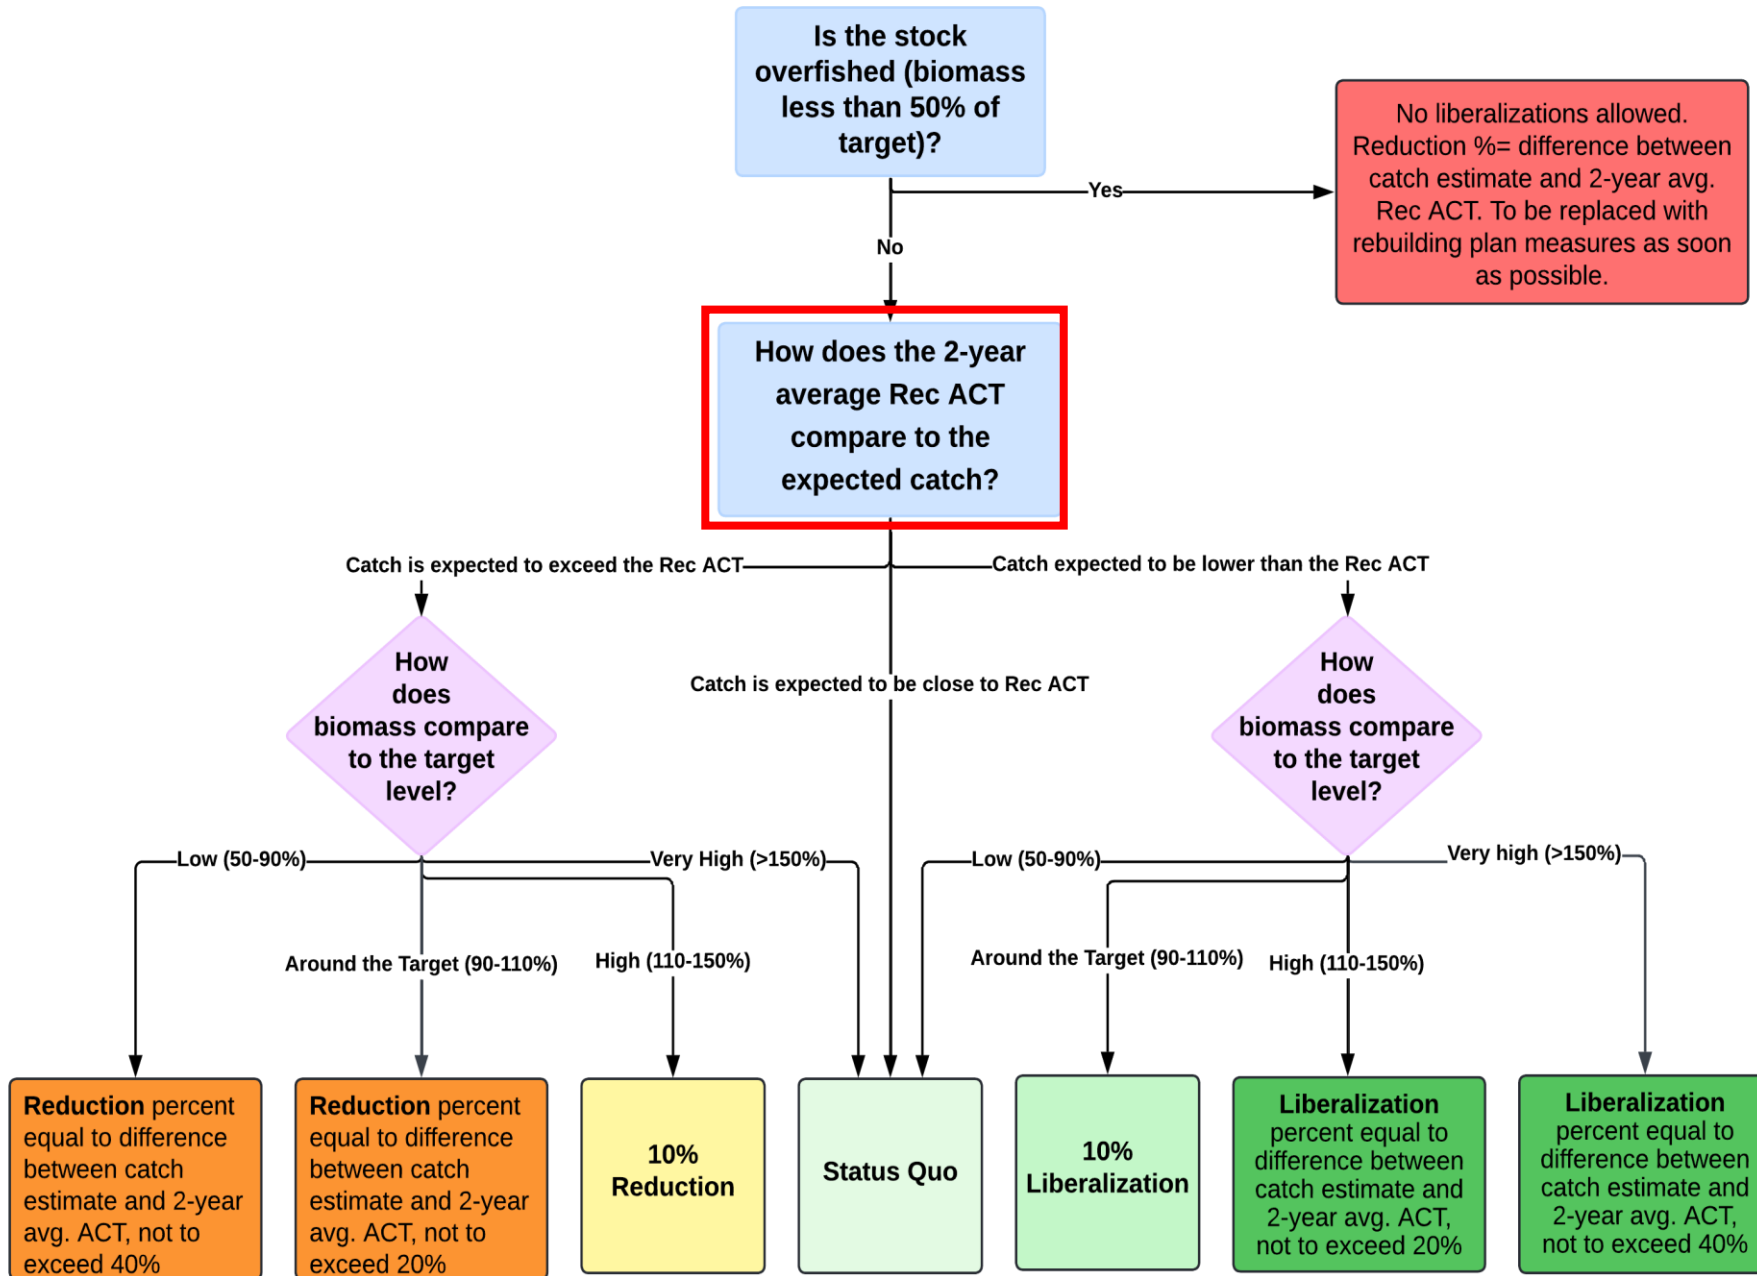 Is the stock
overfished (biomass
less than 50% of
target)?
No liberalizations allowed.
Reduction %= difference between
catch estimate and 2-year avg.
Rec ACT. To be replaced with
rebuilding plan measures as soon
as possible.
Yes
No
How does the 2-year
average Rec ACT
compare to the
expected catch?
Catch is expected to exceed the Rec ACT
Catch expected to be lower than the Rec ACT
Catch is expected to be close to Rec ACT
How
does
biomass compare
to the target
level?
How
does
biomass compare
to the target
level?
Low (50-90%)
Very High (>150%)
Low (50-90%)
Very high (>150%)
Around the Target (90-110%)
High (110-150%)
Around the Target (90-110%)
High (110-150%)
Reduction percent
equal to difference
between catch
estimate and 2-year
avg. ACT, not to
exceed 40%
Reduction percent
equal to difference
between catch
estimate and 2-year
avg. ACT, not to
exceed 20%
10%
Reduction
Status Quo
10%
Liberalization
Liberalization
percent equal to
difference between
catch estimate and
2-year avg. ACT,
not to exceed 20%
Liberalization
percent equal to
difference between
catch estimate and
2-year avg. ACT,
not to exceed 40%